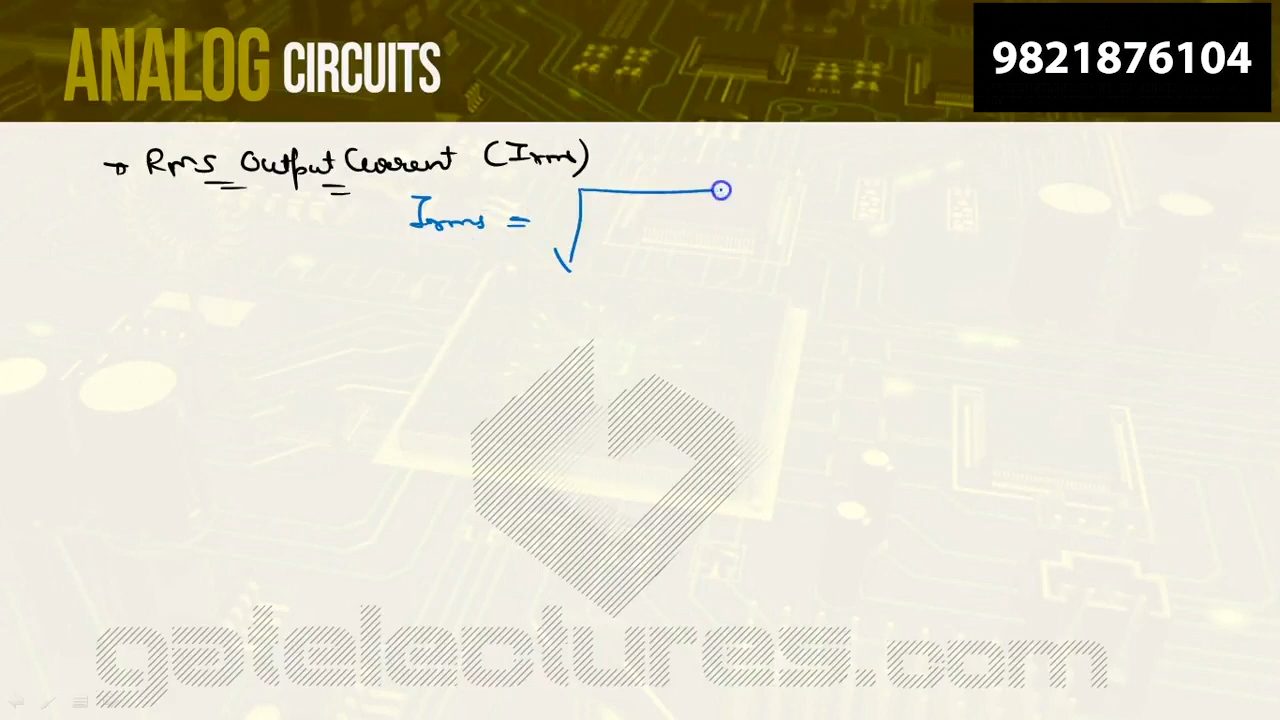 ANALOG CIRCUITS
9821876104
→ Rms Output Current (Irms)
Irms = √
gatelectures.com